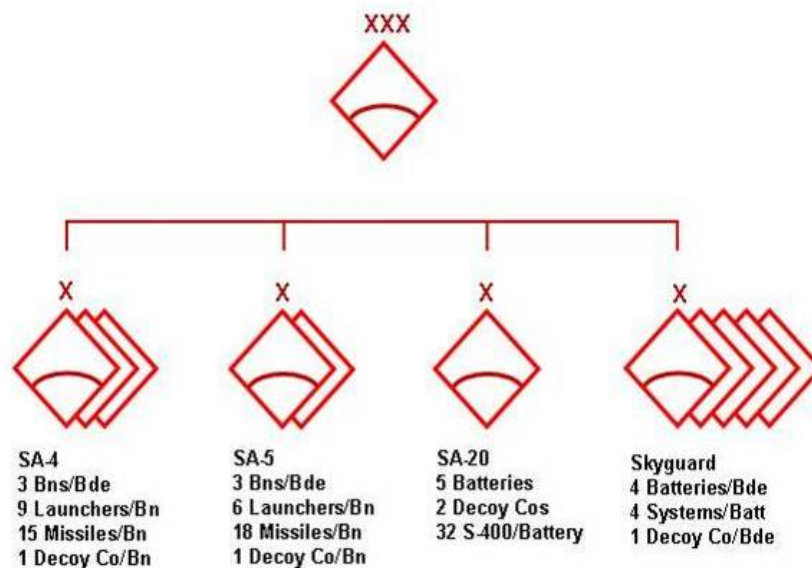 XXX
X
X
X
X
SA-4
3 Bns/Bde
9 Launchers/Bn
15 Missiles/Bn
1 Decoy Co/Bn
SA-5
3 Bns/Bde
6 Launchers/Bn
18 Missiles/Bn
1 Decoy Co/Bn
SA-20
5 Batteries
2 Decoy Cos
32 S-400/Battery
Skyguard
4 Batteries/Bde
4 Systems/Batt
1 Decoy Co/Bde